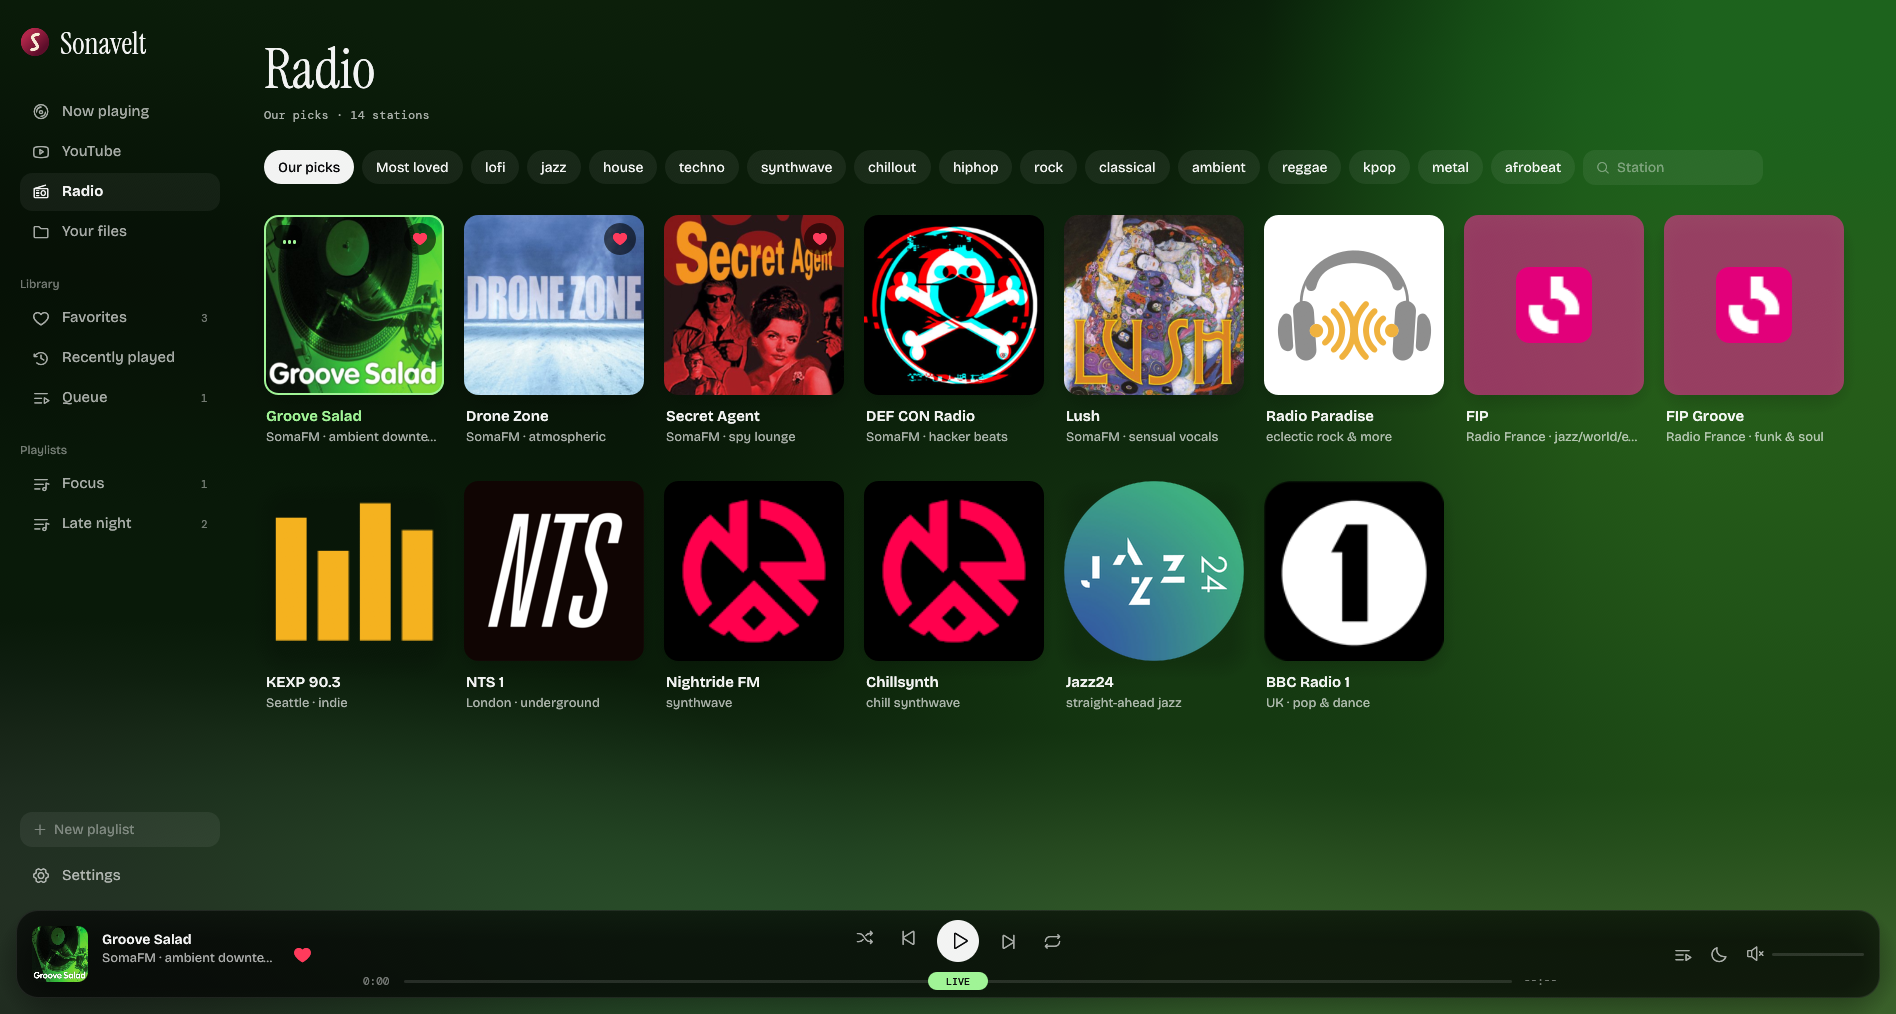 Sonavelt
Now playing
YouTube
Radio
Your files
Library
Favorites 3
Recently played
Queue 1
Playlists
Focus 1
Late night 2
New playlist
Settings
Radio
Our picks · 14 stations
Our picks Most loved lofi jazz house techno synthwave chillout hiphop rock classical ambient reggae kpop metal afrobeat Station
Groove Salad
DRONE ZONE
Secret Agent
LUSH
Groove Salad
SomaFM · ambient downte...
Drone Zone
SomaFM · atmospheric
Secret Agent
SomaFM · spy lounge
DEF CON Radio
SomaFM · hacker beats
Lush
SomaFM · sensual vocals
Radio Paradise
eclectic rock & more
FIP
Radio France · jazz/world/e...
FIP Groove
Radio France · funk & soul
NTS
JAZZ 24
1
KEXP 90.3
Seattle · indie
NTS 1
London · underground
Nightride FM
synthwave
Chillsynth
chill synthwave
Jazz24
straight-ahead jazz
BBC Radio 1
UK · pop & dance
Groove Salad
Groove Salad
SomaFM · ambient downte...
0:00
LIVE
--:--